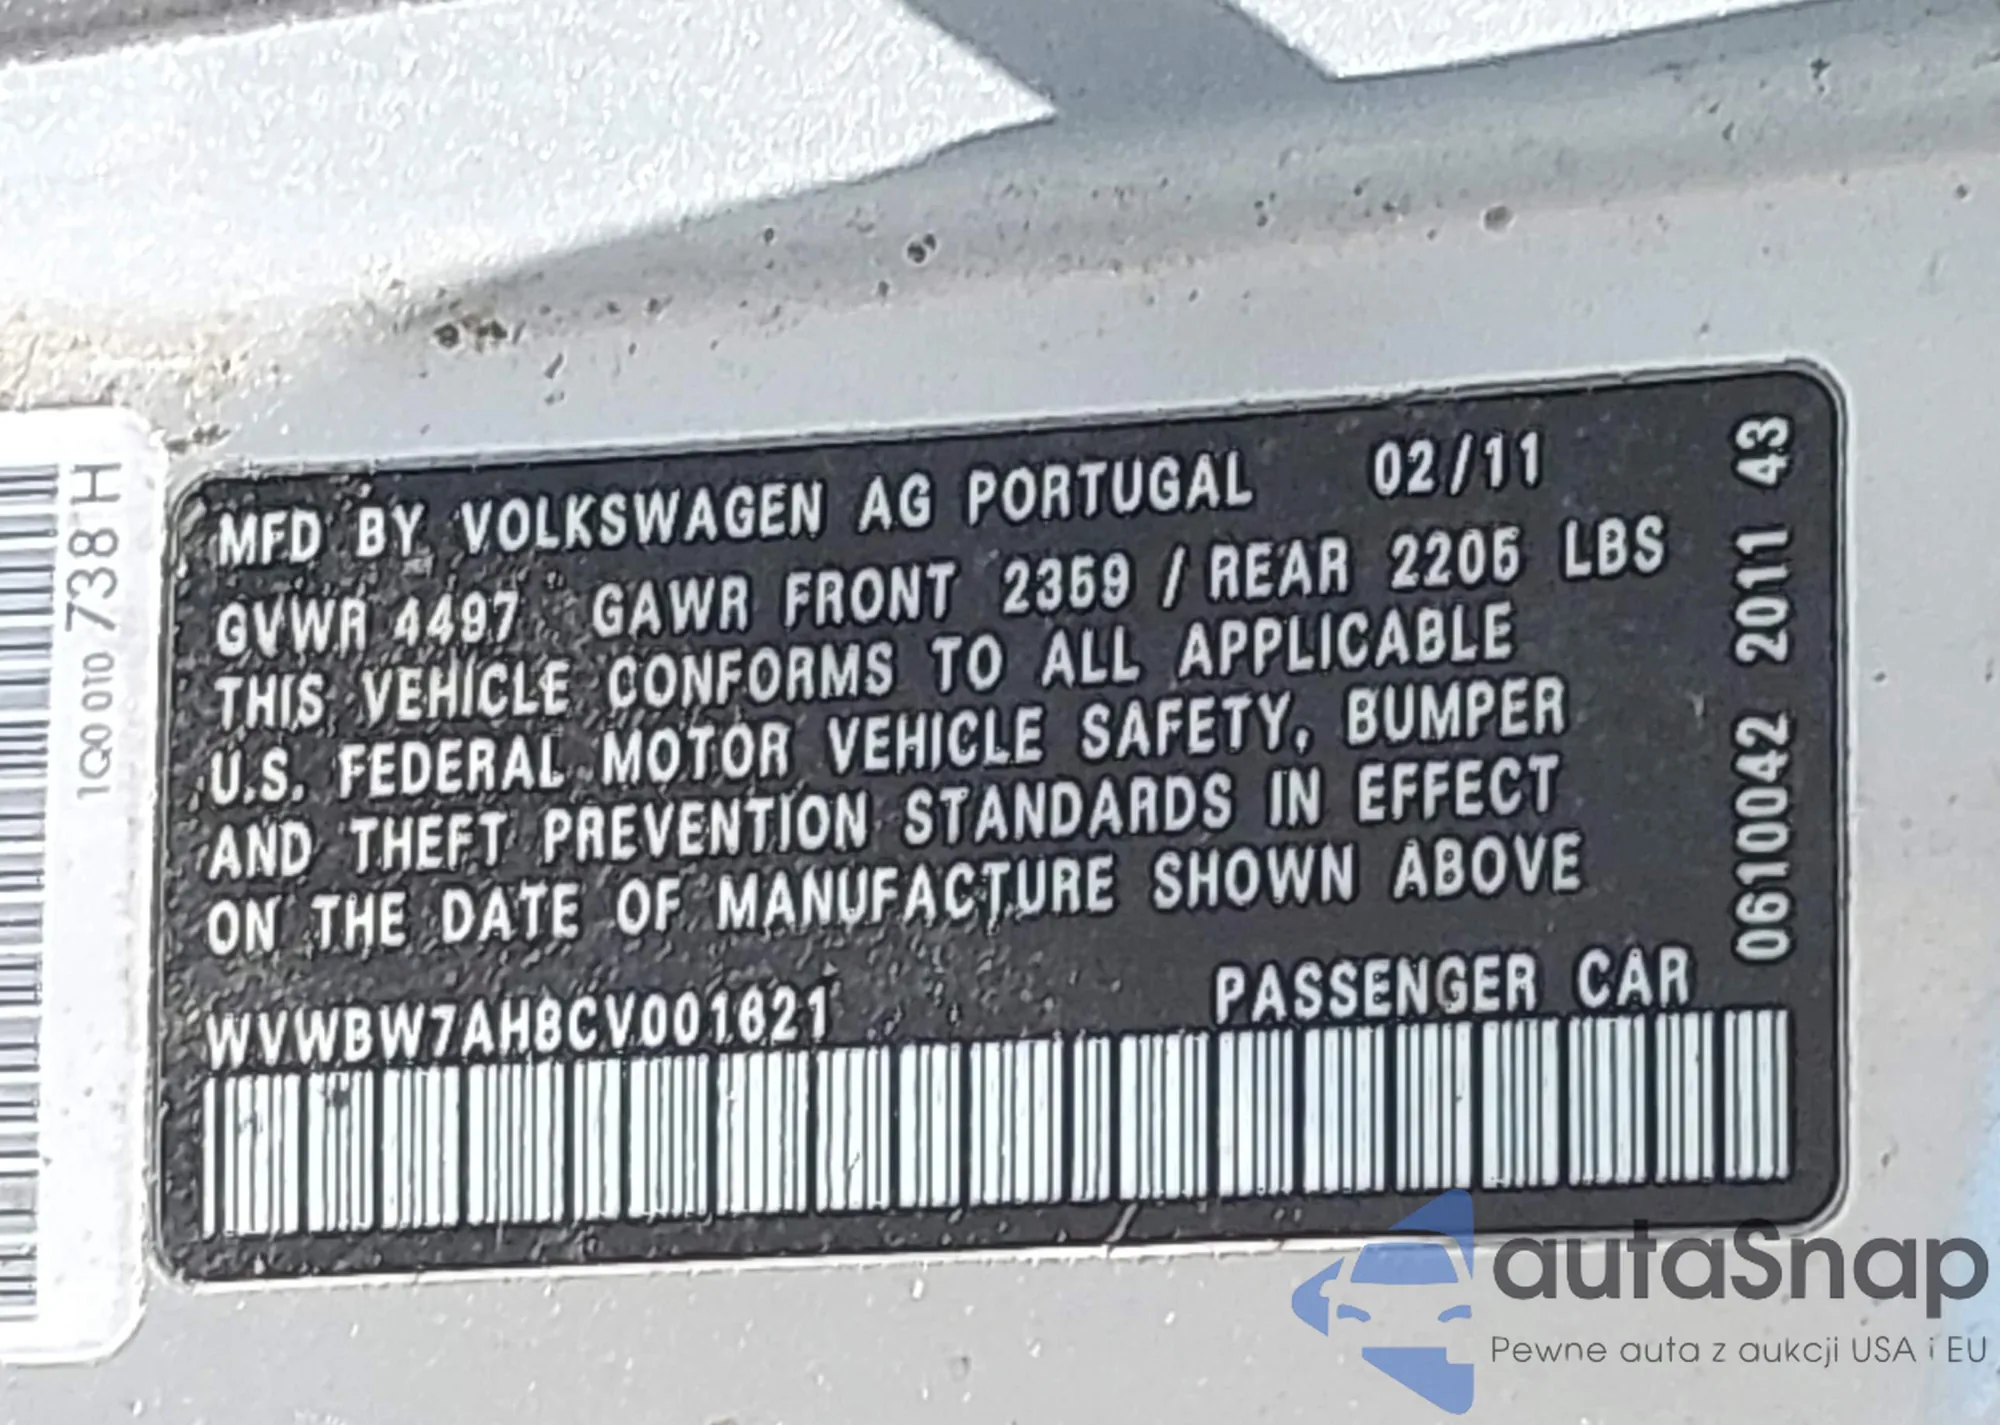 MFD BY VOLKSWAGEN AG PORTUGAL 02/11
GVWR 4497 GAWR FRONT 2359 / REAR 2205 LBS
THIS VEHICLE CONFORMS TO ALL APPLICABLE
U.S. FEDERAL MOTOR VEHICLE SAFETY, BUMPER
AND THEFT PREVENTION STANDARDS IN EFFECT
ON THE DATE OF MANUFACTURE SHOWN ABOVE
WVWBW7AH8CV001621 PASSENGER CAR
0610042 2011 43
1Q0 010 738 H
autaSnap
Pewne auta z aukcji USA i EU